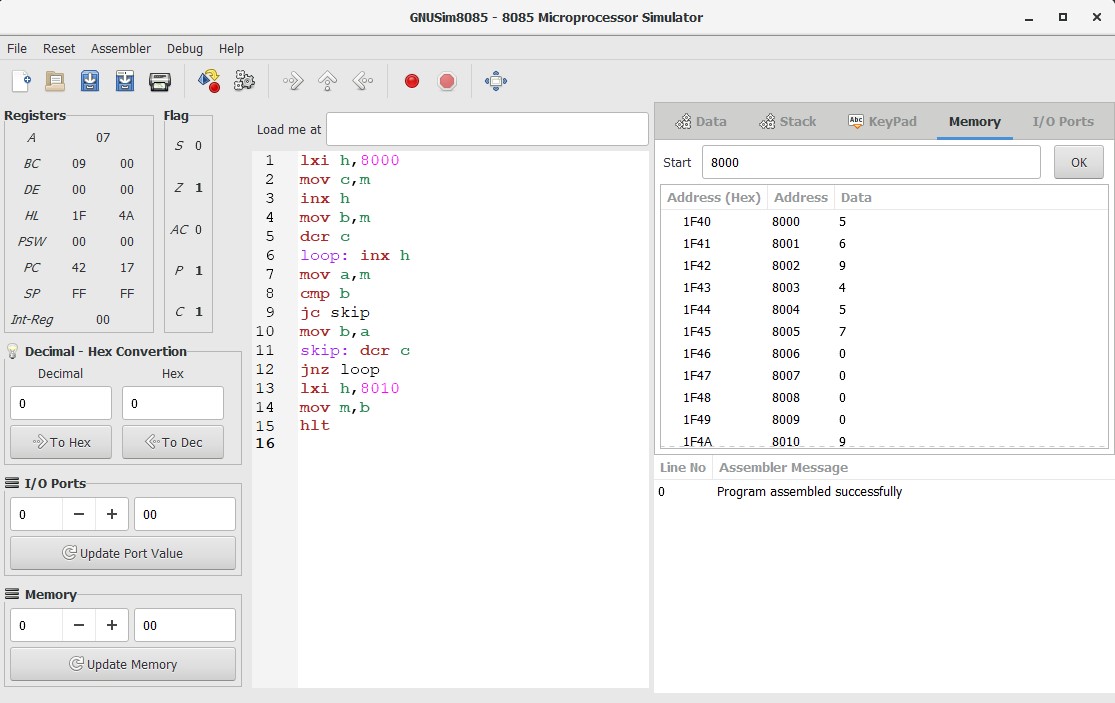 GNUSim8085 - 8085 Microprocessor Simulator
File Reset Assembler Debug Help
Registers
A 07
BC 09 00
DE 00 00
HL 1F 4A
PSW 00 00
PC 42 17
SP FF FF
Int-Reg 00
Flag
S 0
Z 1
AC 0
P 1
C 1
Decimal - Hex Convertion
Decimal Hex
0 0
To Hex To Dec
I/O Ports
0 − + 00
Update Port Value
Memory
0 − + 00
Update Memory
Load me at
1 lxi h,8000
2 mov c,m
3 inx h
4 mov b,m
5 dcr c
6 loop: inx h
7 mov a,m
8 cmp b
9 jc skip
10 mov b,a
11 skip: dcr c
12 jnz loop
13 lxi h,8010
14 mov m,b
15 hlt
16
Data Stack Abc KeyPad Memory I/O Ports
Start 8000 OK
Address (Hex) Address Data
1F40 8000 5
1F41 8001 6
1F42 8002 9
1F43 8003 4
1F44 8004 5
1F45 8005 7
1F46 8006 0
1F47 8007 0
1F48 8008 0
1F49 8009 0
1F4A 8010 9
Line No Assembler Message
0 Program assembled successfully